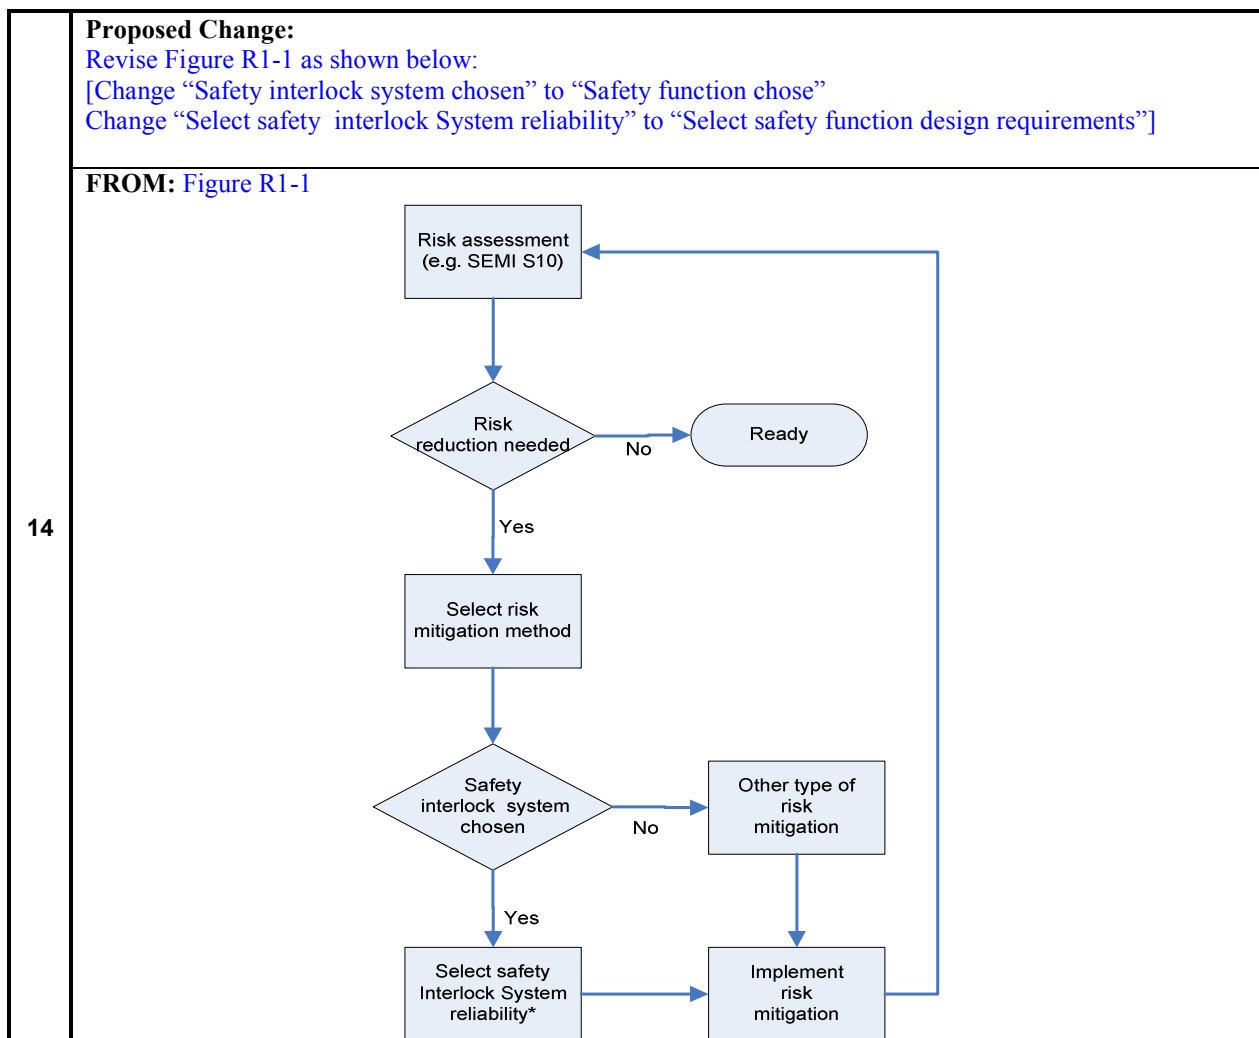 Proposed Change:
Revise Figure R1-1 as shown below:
[Change “Safety interlock system chosen” to “Safety function chose”
Change “Select safety  interlock System reliability” to “Select safety function design requirements”]
FROM: Figure R1-1
Risk assessment
(e.g. SEMI S10)
Risk
reduction needed
No
Ready
14
Yes
Select risk
mitigation method
Safety
interlock  system
chosen
No
Other type of
risk
mitigation
Yes
Select safety
Interlock System
reliability*
Implement
risk
mitigation